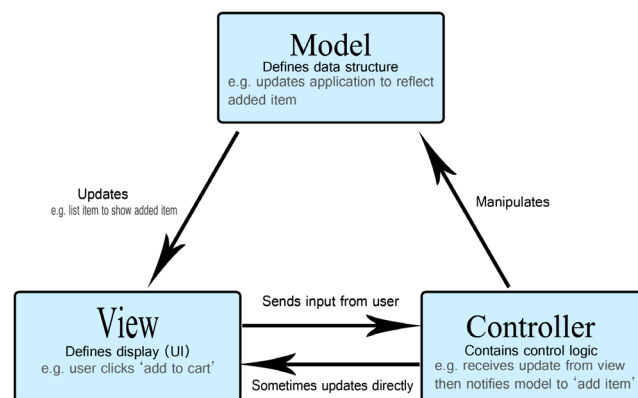 Model
Defines data structure
e.g. updates application to reflect
added item
Updates
e.g. list item to show added item
Manipulates
View
Defines display (UI)
e.g. user clicks ‘add to cart’
Sends input from user
Sometimes updates directly
Controller
Contains control logic
e.g. receives update from view
then notifies model to ‘add item’